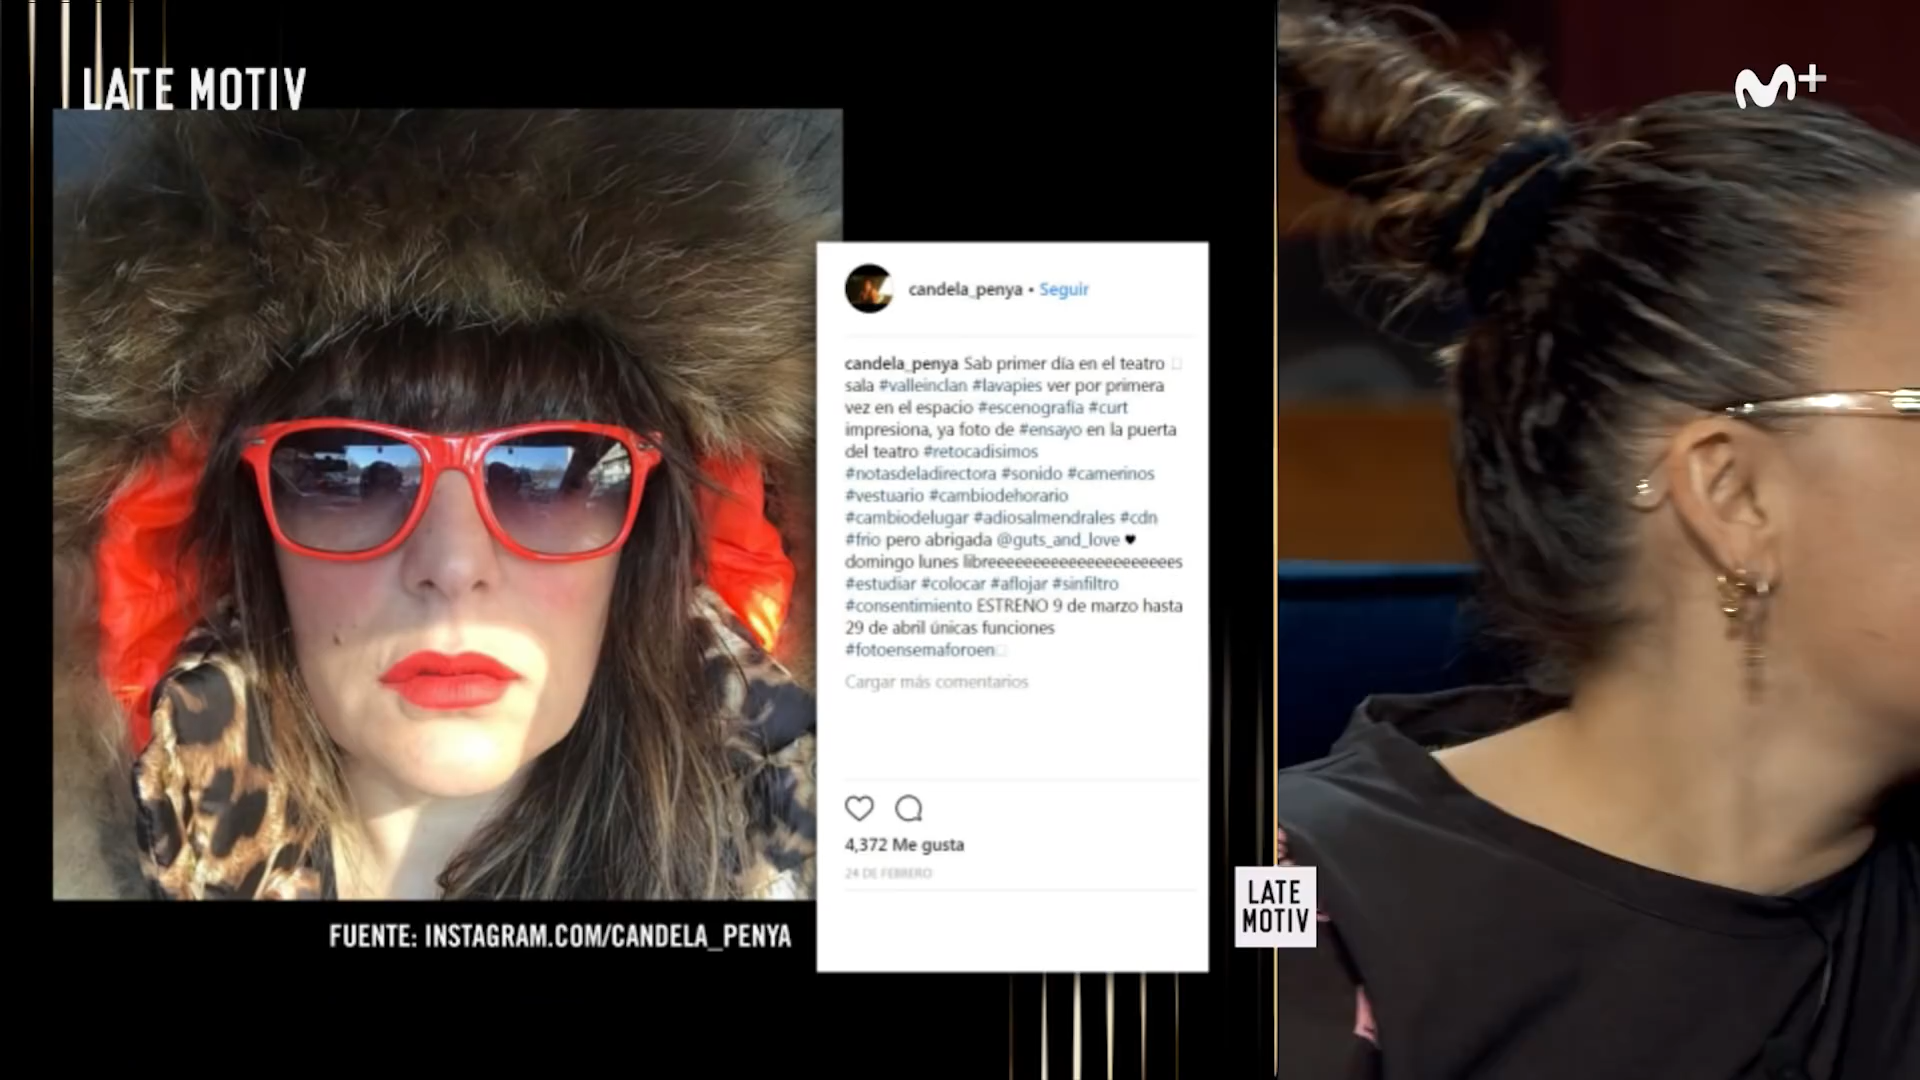 LATE MOTIV
M+
candela_penya • Seguir
candela_penya Sab primer día en el teatro
sala #valleinclan #lavapies ver por primera
vez en el espacio #escenografía #curt
impresiona, ya foto de #ensayo en la puerta
del teatro #retocadisimos
#notasdeladirectora #sonido #camerinos
#vestuario #cambiodehorario
#cambiodelugar #adiosalmendrales #cdn
#frio pero abrigada @guts_and_love ♥
domingo lunes libreeeeeeeeeeeeeeeeeeeeees
#estudiar #colocar #aflojar #sinfiltro
#consentimiento ESTRENO 9 de marzo hasta
29 de abril únicas funciones
#fotoensemaforoen
Cargar más comentarios
4,372 Me gusta
24 DE FEBRERO
FUENTE: INSTAGRAM.COM/CANDELA_PENYA
LATE
MOTIV